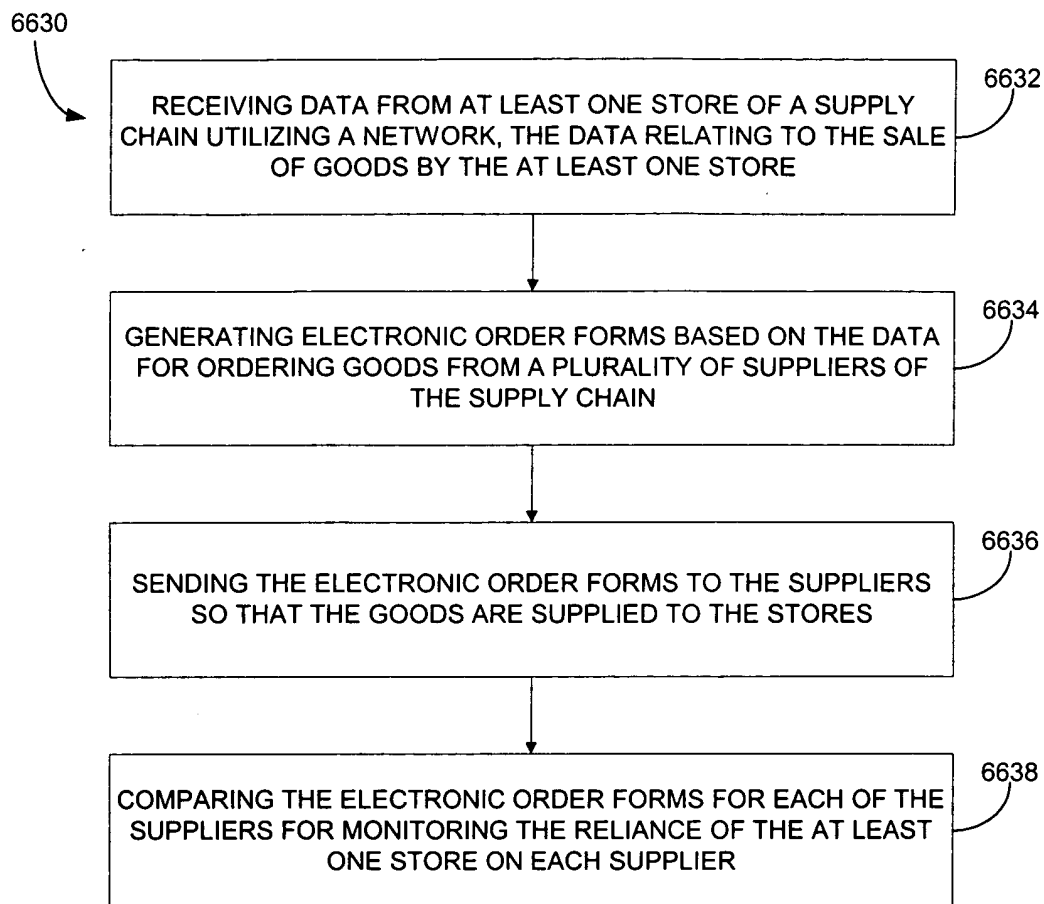 6630
6632
RECEIVING DATA FROM AT LEAST ONE STORE OF A SUPPLY
CHAIN UTILIZING A NETWORK, THE DATA RELATING TO THE SALE
OF GOODS BY THE AT LEAST ONE STORE
6634
GENERATING ELECTRONIC ORDER FORMS BASED ON THE DATA
FOR ORDERING GOODS FROM A PLURALITY OF SUPPLIERS OF
THE SUPPLY CHAIN
6636
SENDING THE ELECTRONIC ORDER FORMS TO THE SUPPLIERS
SO THAT THE GOODS ARE SUPPLIED TO THE STORES
6638
COMPARING THE ELECTRONIC ORDER FORMS FOR EACH OF THE
SUPPLIERS FOR MONITORING THE RELIANCE OF THE AT LEAST
ONE STORE ON EACH SUPPLIER